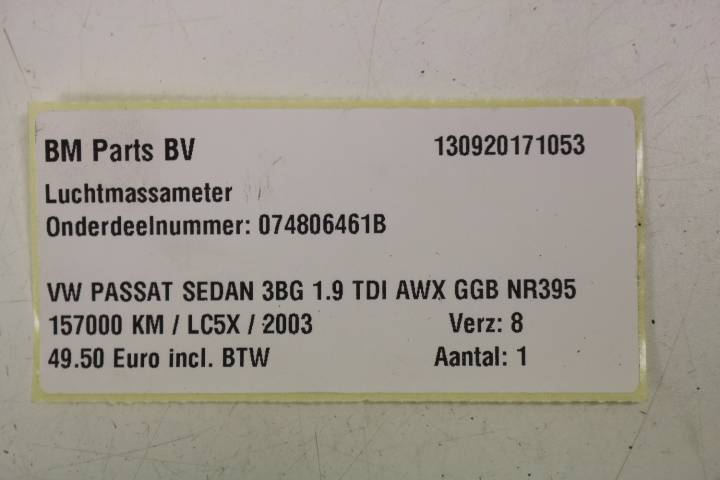 BM Parts BV 130920171053
Luchtmassameter
Onderdeelnummer: 074806461B
VW PASSAT SEDAN 3BG 1.9 TDI AWX GGB NR395
157000 KM / LC5X / 2003 Verz: 8
49.50 Euro incl. BTW Aantal: 1